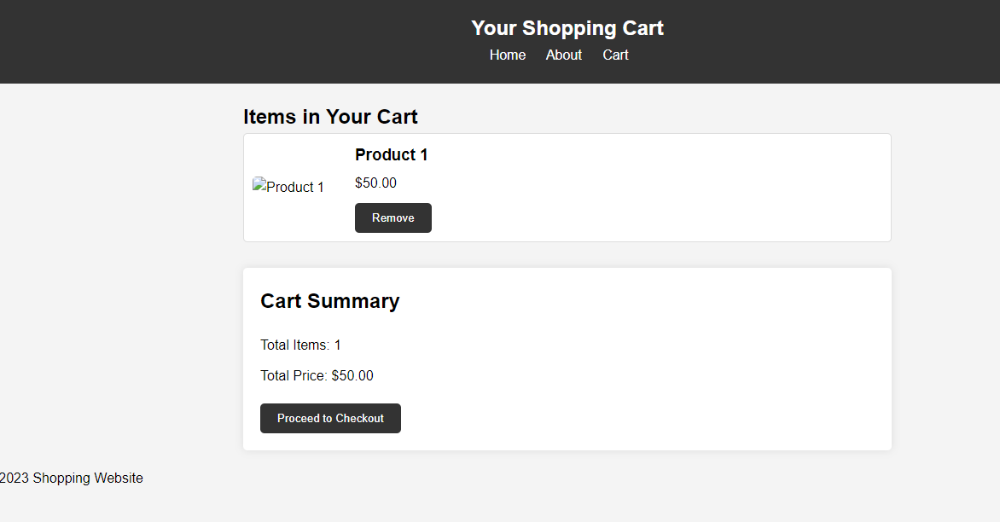 Your Shopping Cart
Home About Cart
Items in Your Cart
Product 1
Product 1
$50.00
Remove
Cart Summary
Total Items: 1
Total Price: $50.00
Proceed to Checkout
2023 Shopping Website